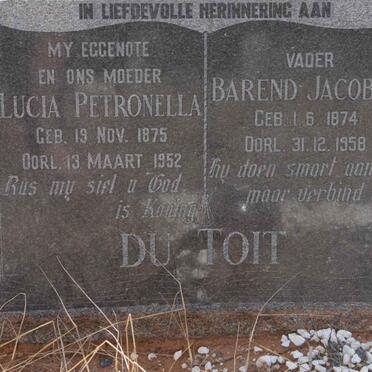 IN LIEFDEVOLLE HERINNERING AAN
MY EGGENOTE
EN ONS MOEDER
LUCIA PETRONELLA
GEB. 19 NOV. 1875
OORL. 13 MAART 1952
Rus my siel u God
is Koning
VADER
BAREND JACOB
GEB. 1.6. 1874
OORL. 31.12.1958
Hy doen smart aan
maar verbind
DU TOIT